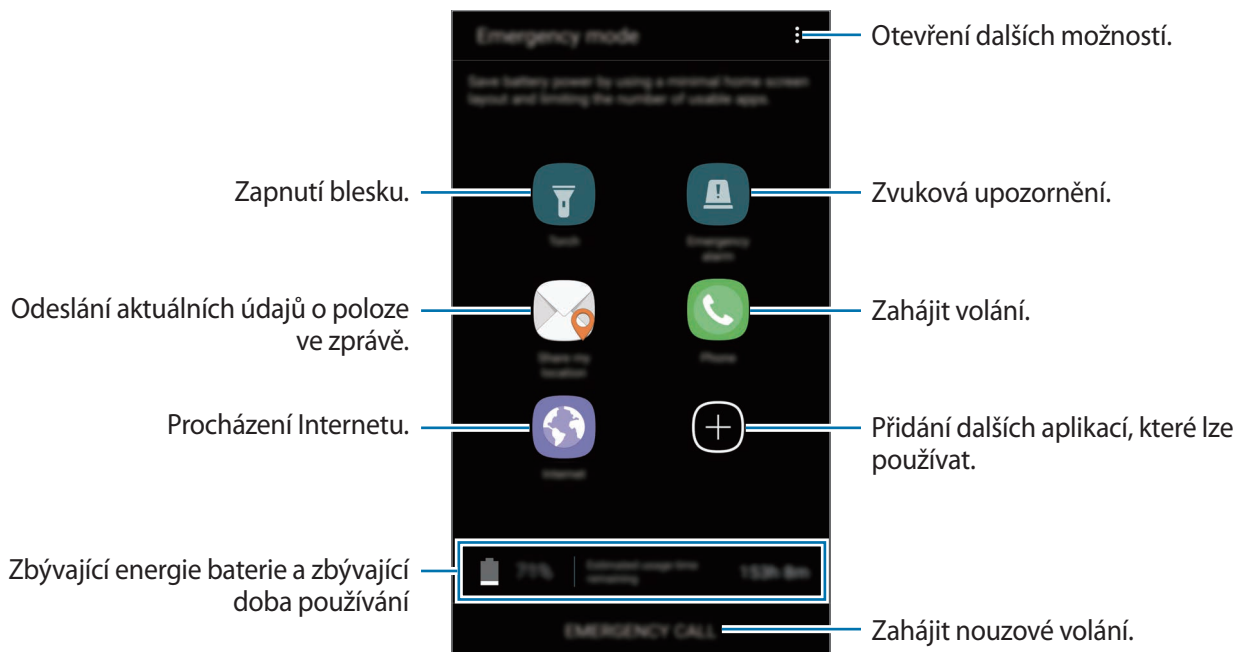 Emergency mode
Otevření dalších možností.
Save battery power by using a minimal home screen
layout and limiting the number of usable apps.
Zapnutí blesku.
Zvuková upozornění.
Torch
Emergency
alarm
Odeslání aktuálních údajů o poloze
ve zprávě.
Zahájit volání.
Share my
location
Phone
Procházení Internetu.
Přidání dalších aplikací, které lze
používat.
Internet
Zbývající energie baterie a zbývající
doba používání
71%
Estimated usage time
remaining
153h 8m
EMERGENCY CALL
Zahájit nouzové volání.